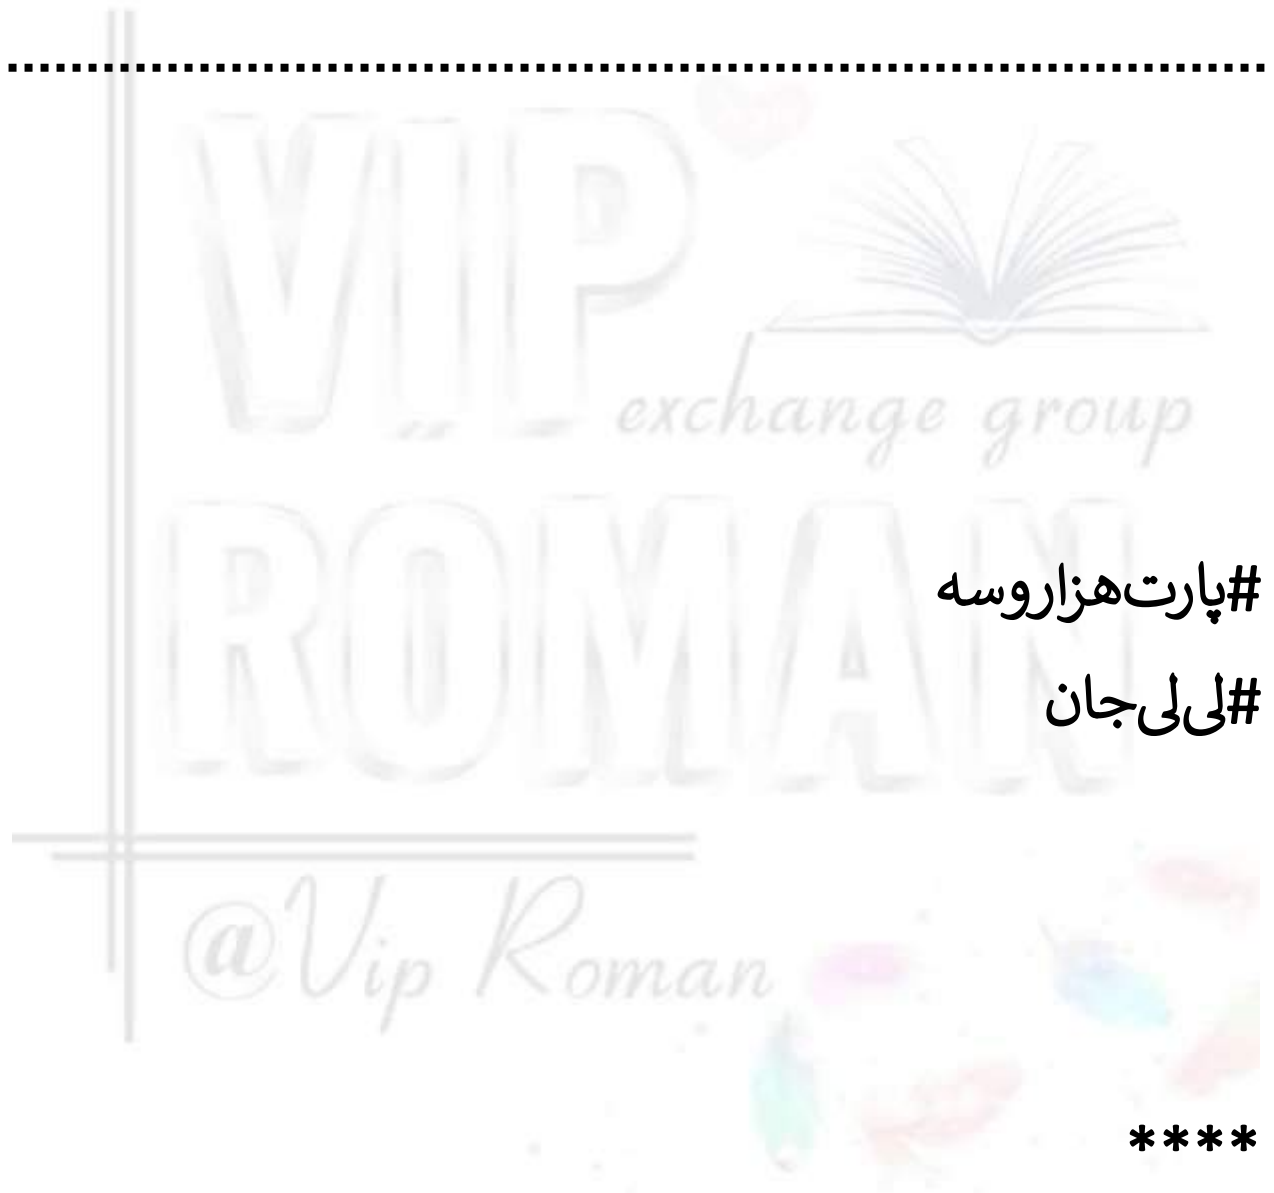 VIP
exchange group
ROMAN
#پارت‌هزاروسه
#لی‌لی‌جان
@Vip Roman
****